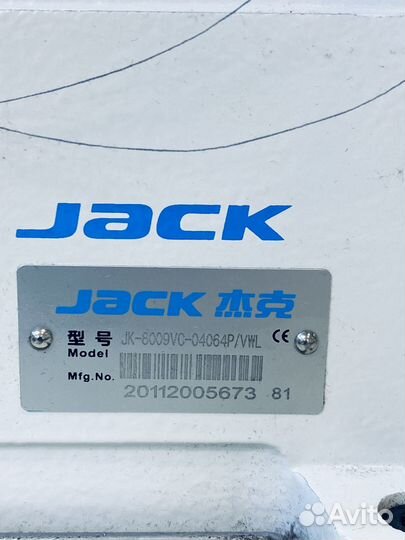 JACK
JACK 杰克
型号 JK-8009VC-04064P/VWL CE
Model
Mfg.No. 20112005673 81
Avito